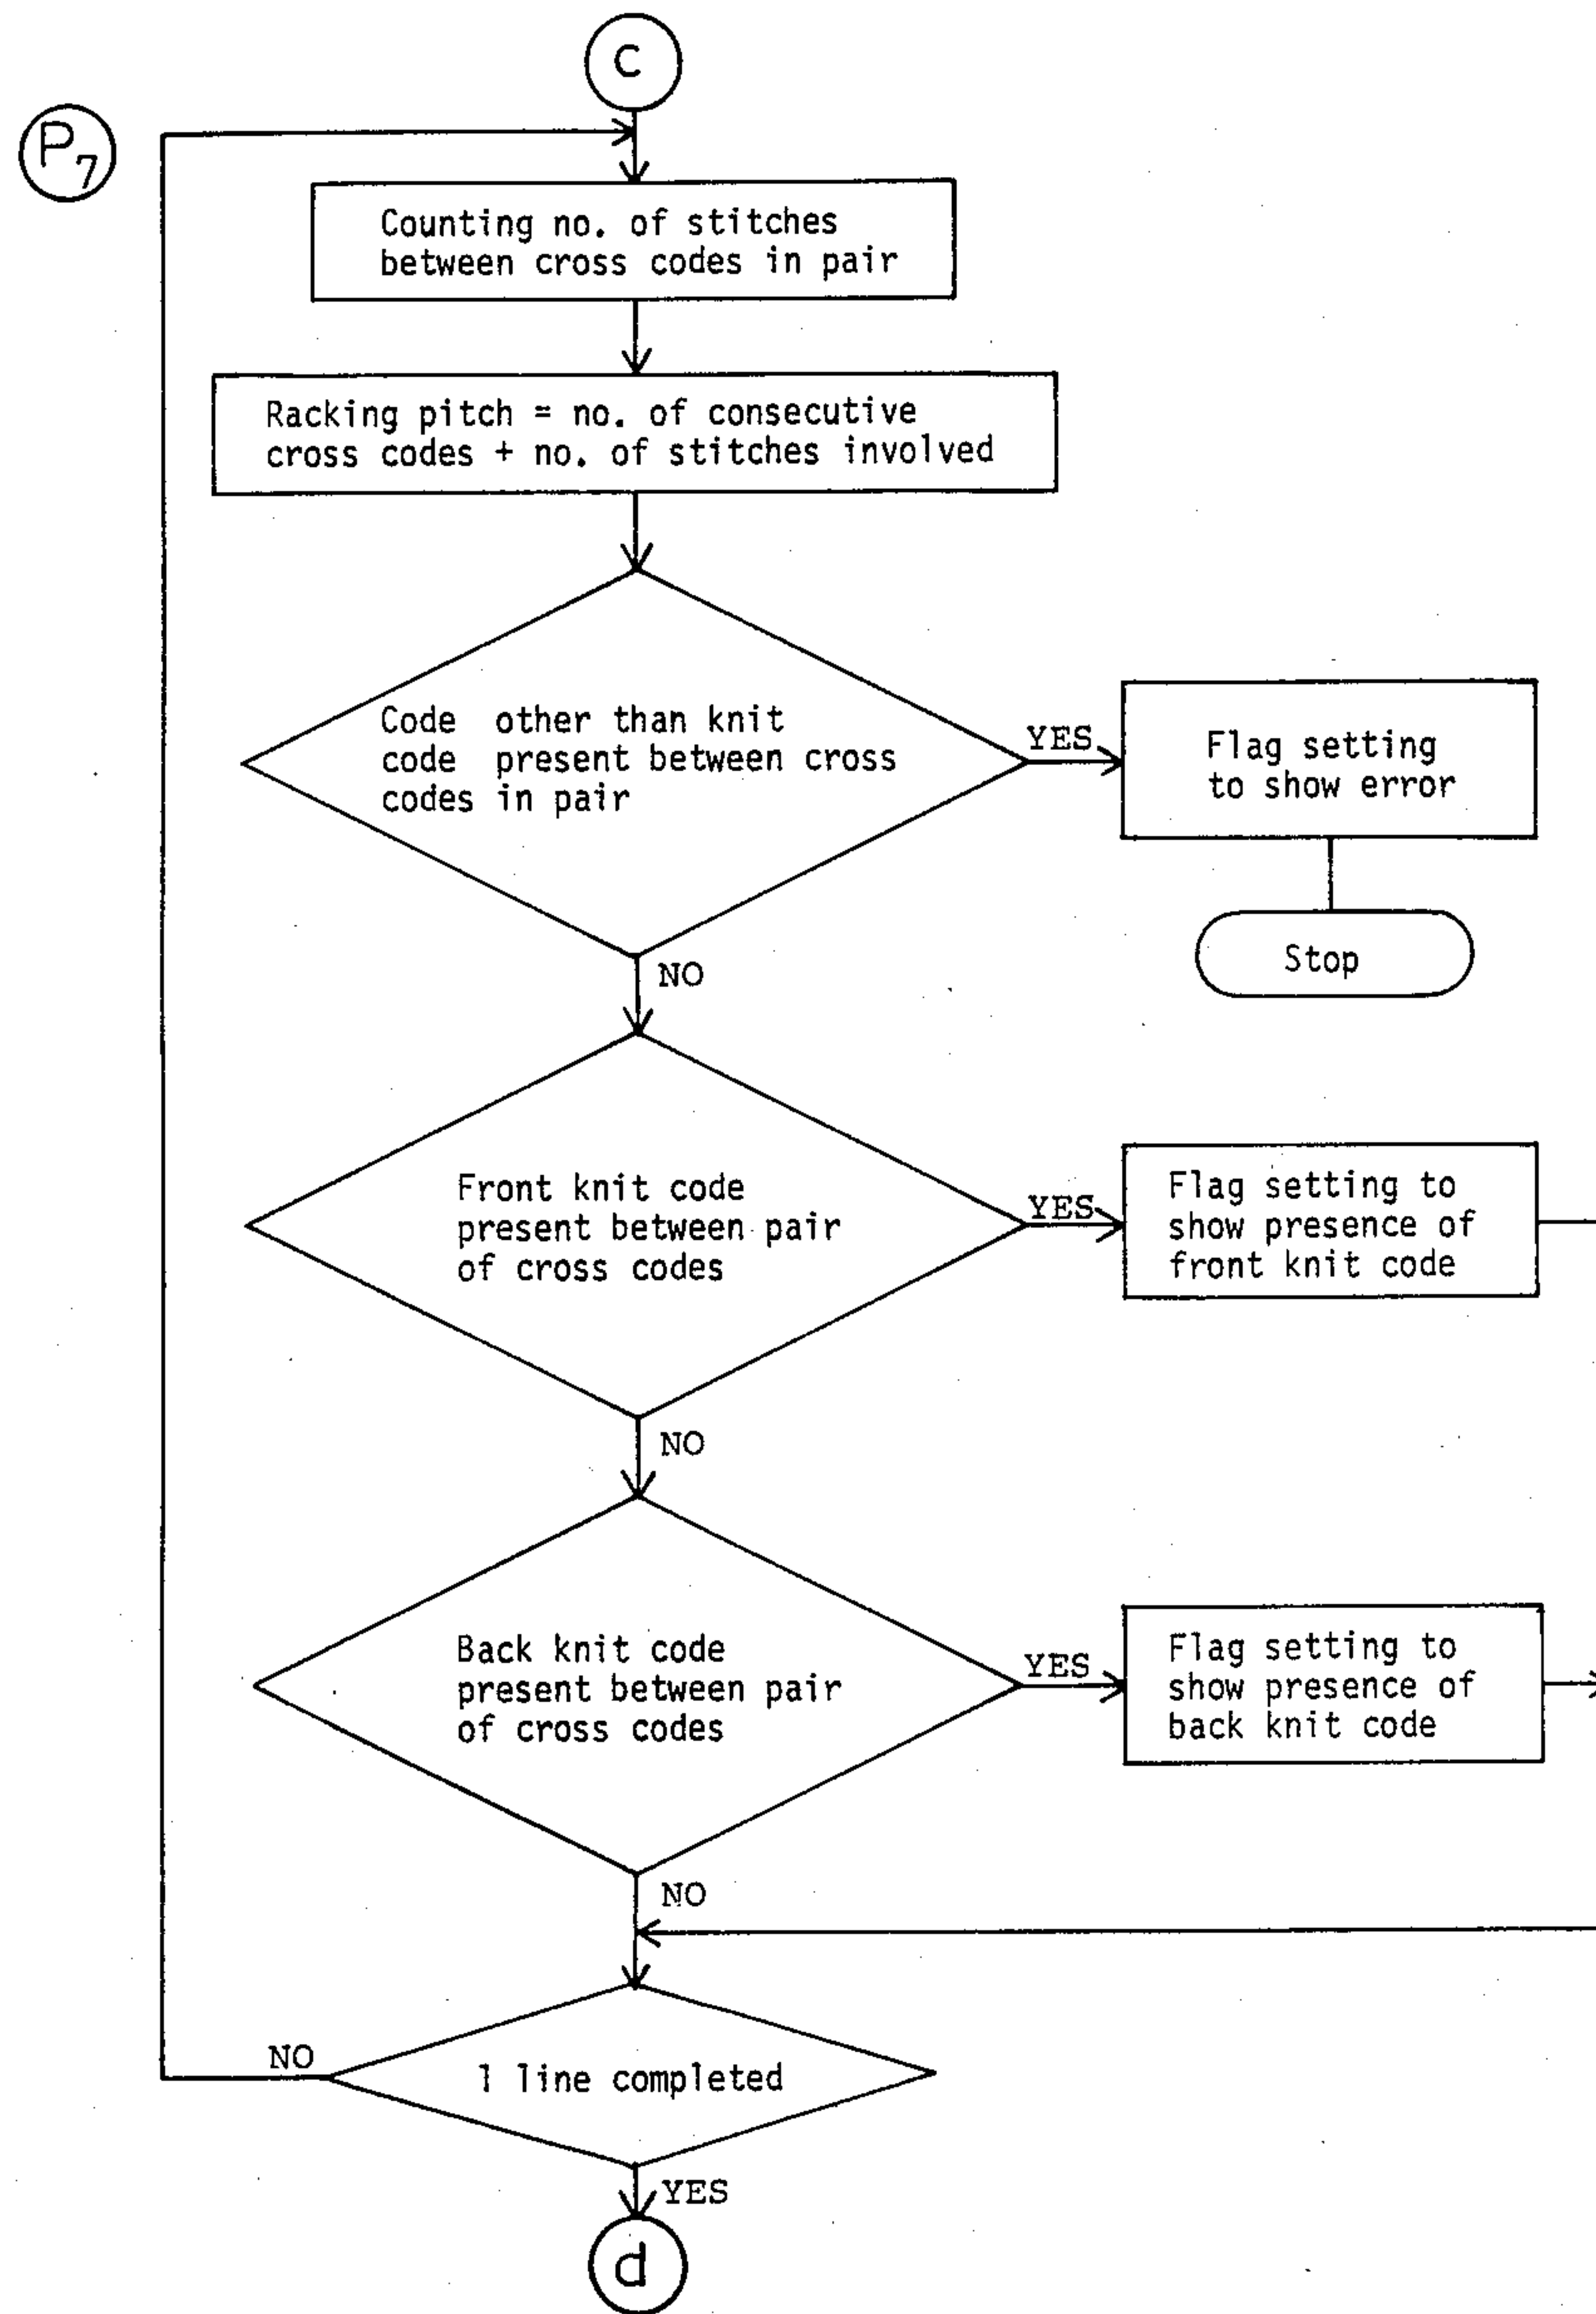 C
P7
Counting no. of stitches
between cross codes in pair
Racking pitch = no. of consecutive
cross codes + no. of stitches involved
Code other than knit
code present between cross
codes in pair
YES
Flag setting
to show error
Stop
NO
Front knit code
present between pair
of cross codes
YES
Flag setting to
show presence of
front knit code
NO
Back knit code
present between pair
of cross codes
YES
Flag setting to
show presence of
back knit code
NO
1 line completed
NO
YES
d